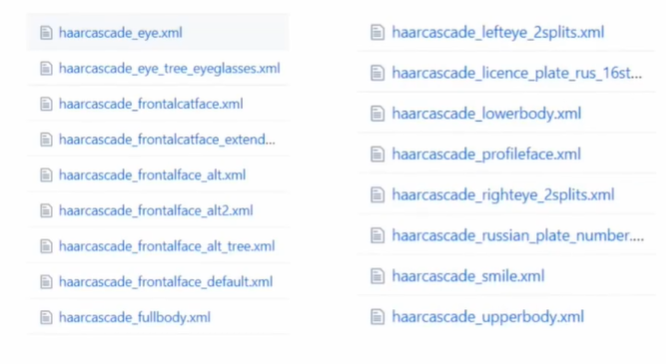 haarcascade_eye.xml
haarcascade_eye_tree_eyeglasses.xml
haarcascade_frontalcatface.xml
haarcascade_frontalcatface_extend...
haarcascade_frontalface_alt.xml
haarcascade_frontalface_alt2.xml
haarcascade_frontalface_alt_tree.xml
haarcascade_frontalface_default.xml
haarcascade_fullbody.xml
haarcascade_lefteye_2splits.xml
haarcascade_licence_plate_rus_16st...
haarcascade_lowerbody.xml
haarcascade_profileface.xml
haarcascade_righteye_2splits.xml
haarcascade_russian_plate_number....
haarcascade_smile.xml
haarcascade_upperbody.xml